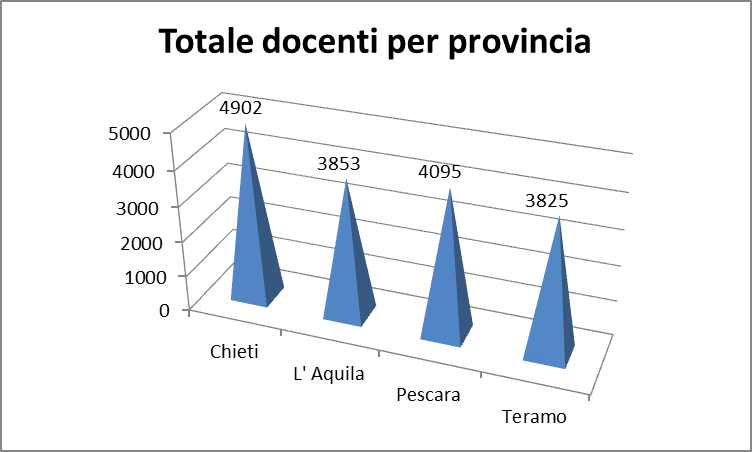 Totale docenti per provincia
4902
3853
4095
3825
5000
4000
3000
2000
1000
0
Chieti
L' Aquila
Pescara
Teramo